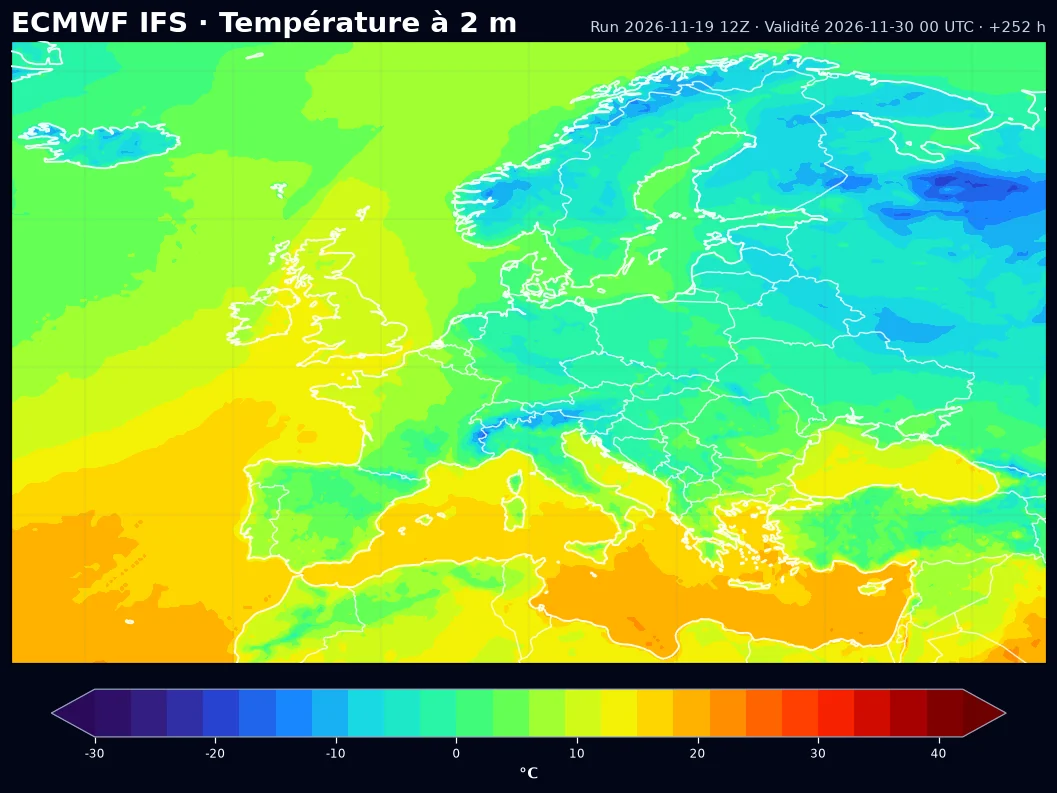 ECMWF IFS · Température à 2 m
Run 2026-11-19 12Z · Validité 2026-11-30 00 UTC · +252 h
-30 -20 -10 0 10 20 30 40
°C